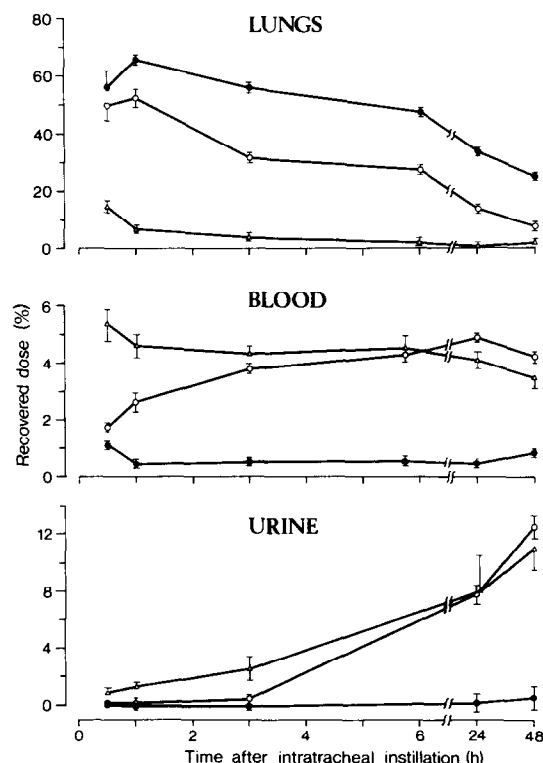 LUNGS
80
60
40
20
0
BLOOD
6
4
2
0
Recovered dose (%)
URINE
12
8
4
0
0 2 4 6 24 48
Time after intratracheal instillation (h)